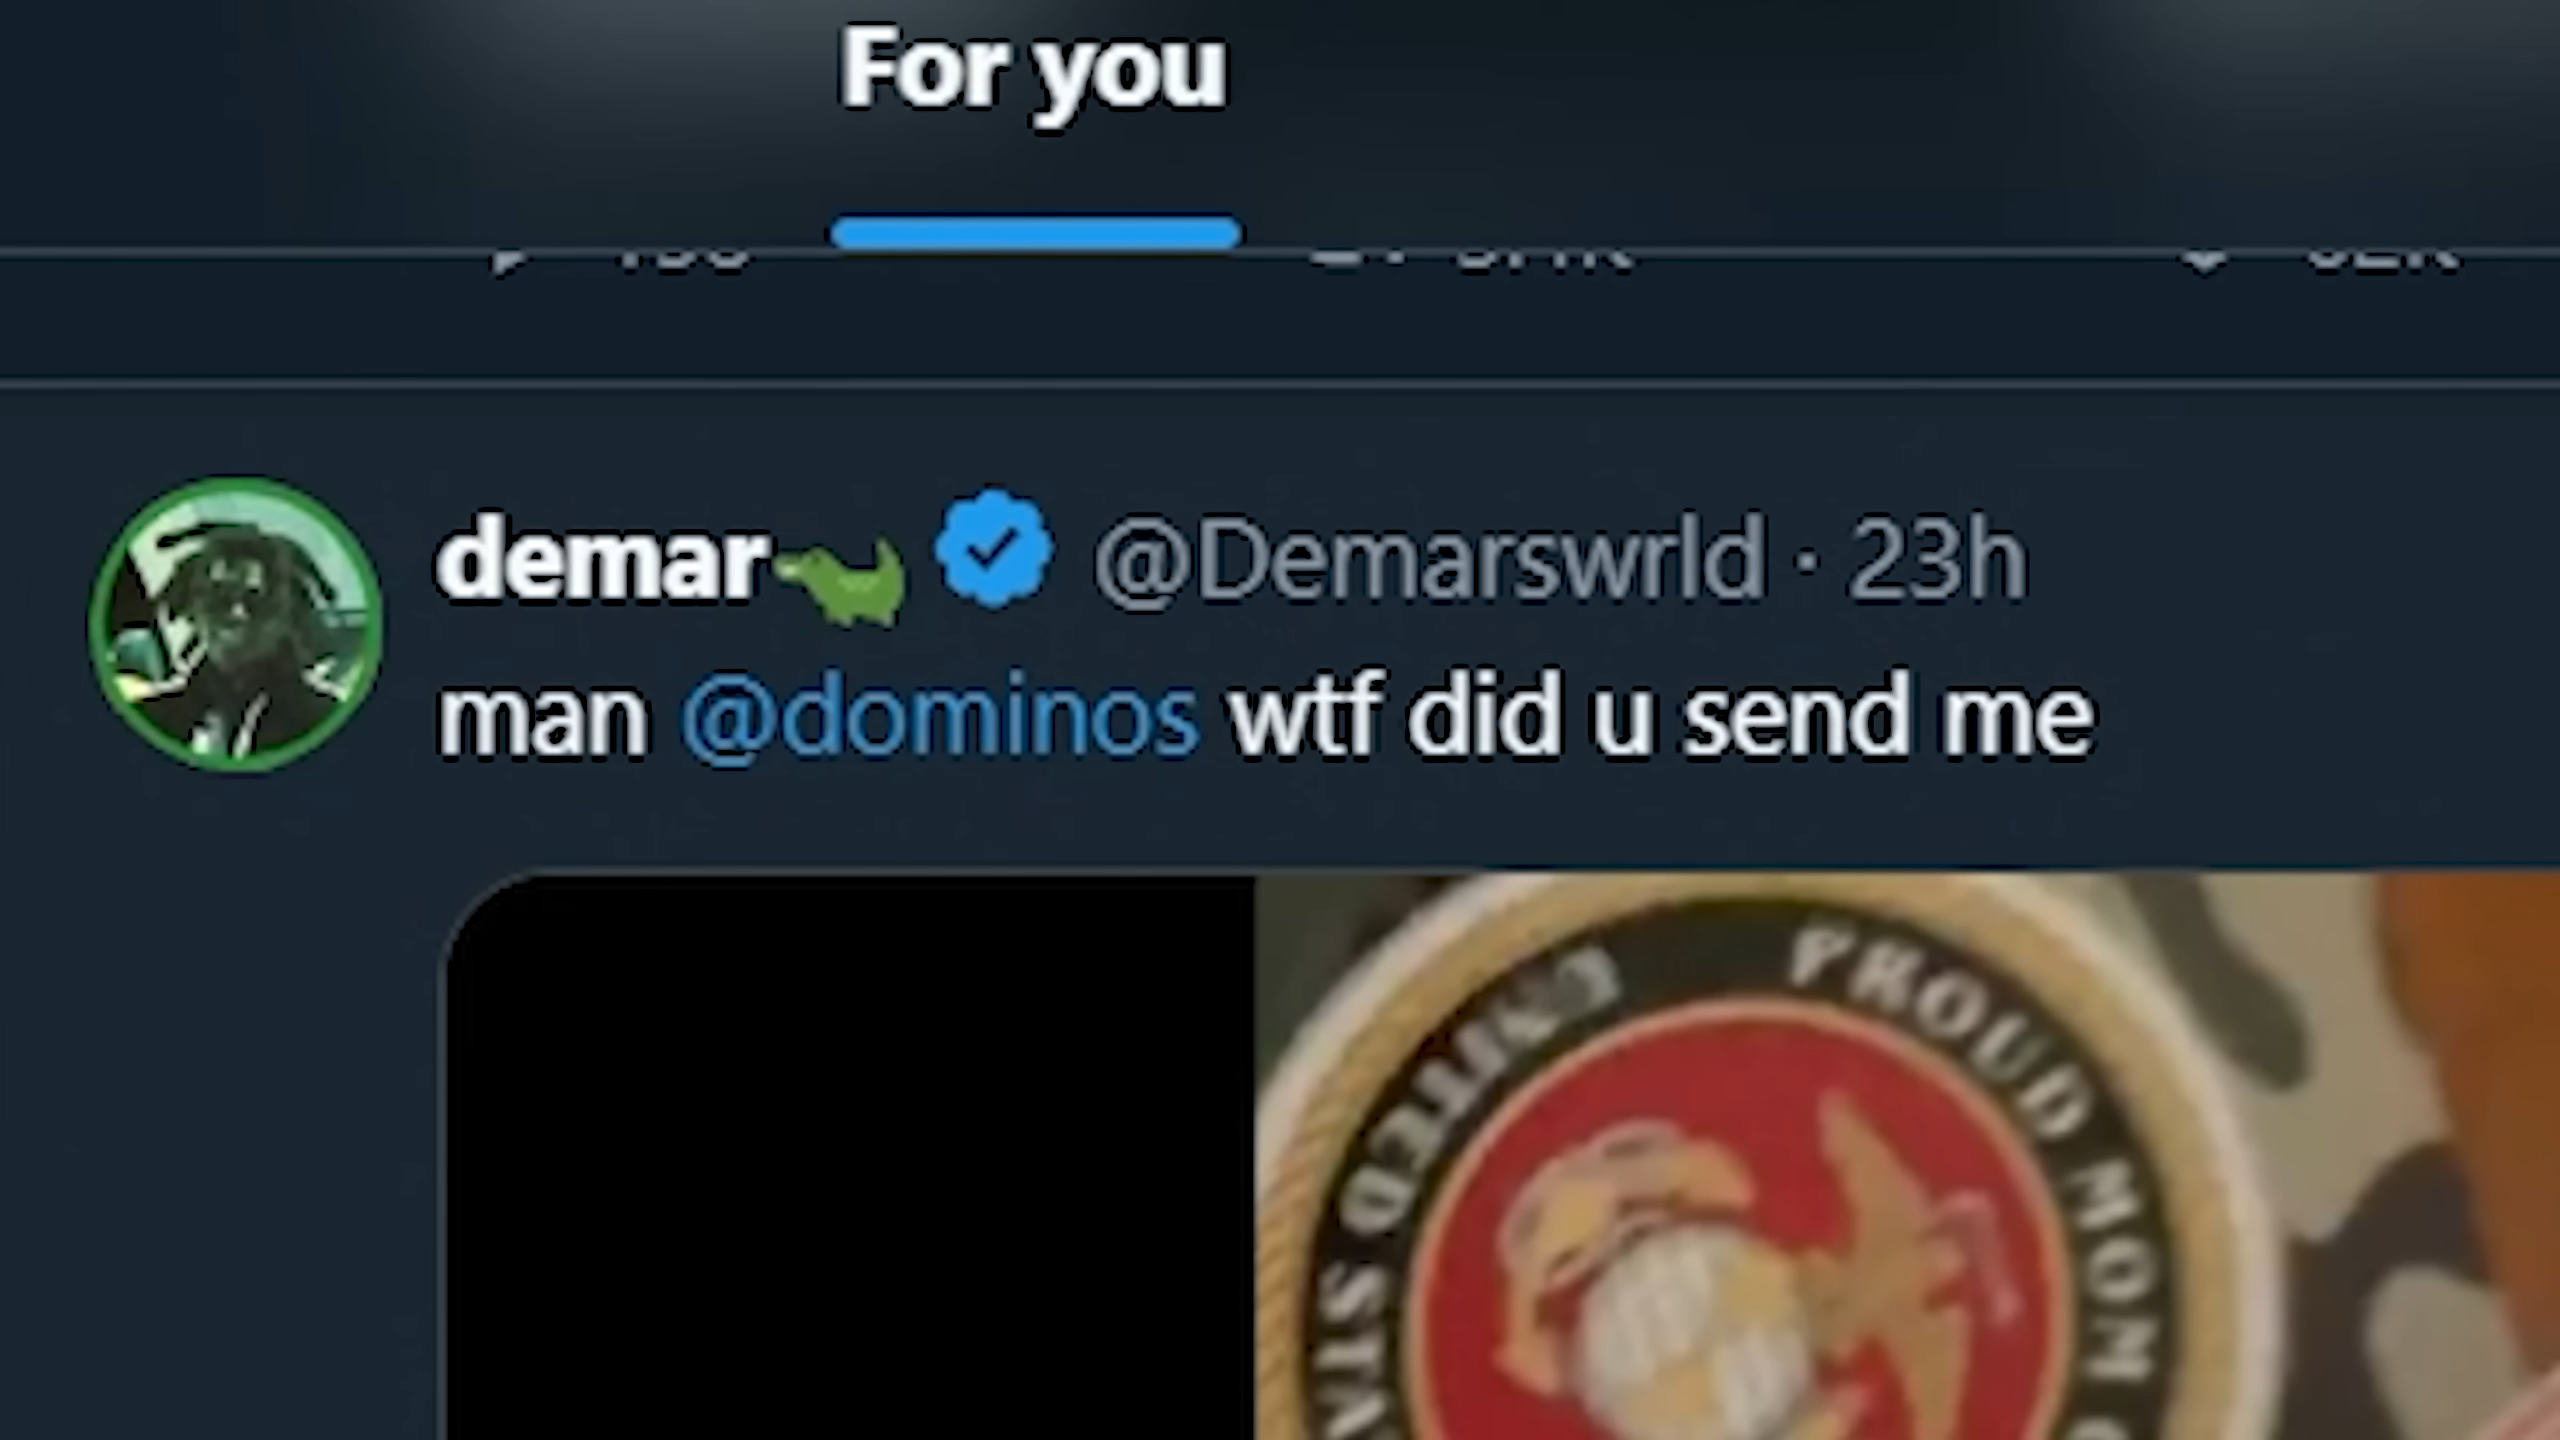 For you
demar @Demarswrld · 23h
man @dominos wtf did u send me
PROUD MOM
UNITED STA